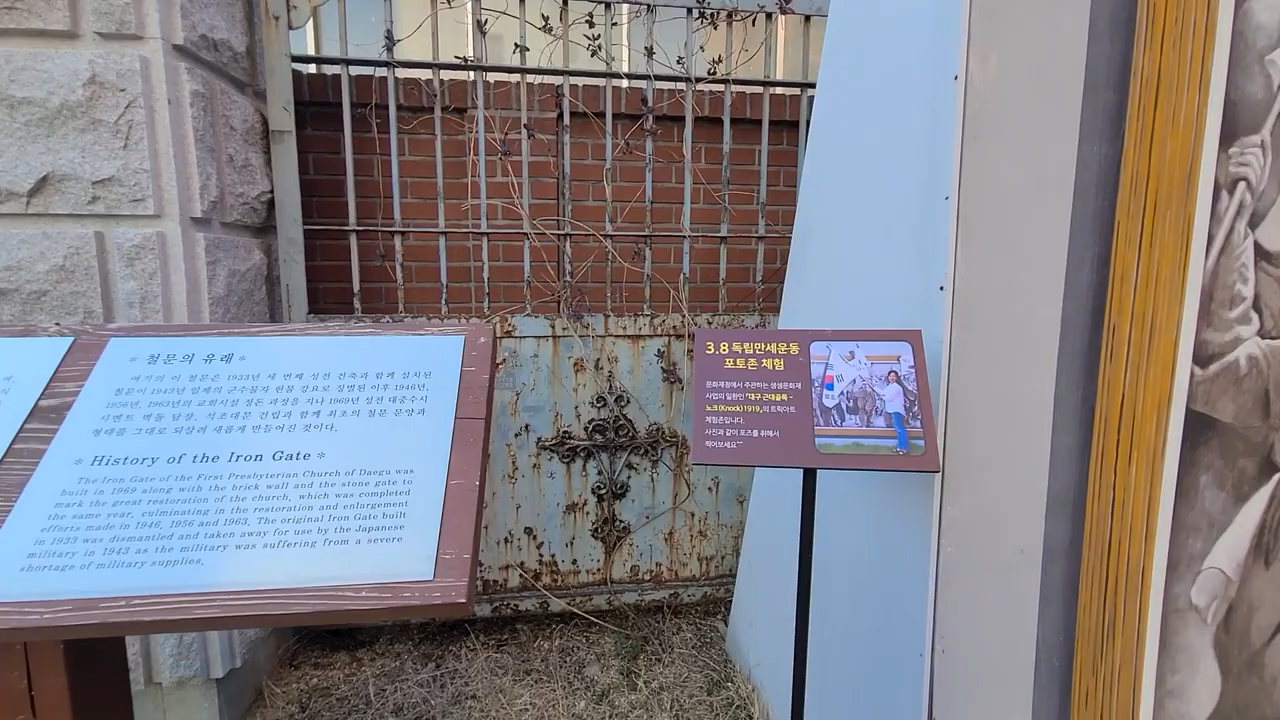 ※ 철문의 유래 ※
여기의 이 철문은 1933년 세 번째 성전 건축과 함께 설치된
철문이 1943년 일제의 군수물자 현물 강요로 징발된 이후 1946년,
1956년, 1963년의 교회시설 정돈 과정을 지나 1969년 성전 대중수시
시멘트 벽돌 담장, 석조대문 건립과 함께 최초의 철문 문양과
형태를 그대로 되살려 새롭게 만들어진 것이다.
※ History of the Iron Gate ※
The Iron Gate of the First Presbyterian Church of Daegu was
built in 1969 along with the brick wall and the stone gate to
mark the great restoration of the church, which was completed
the same year, culminating in the restoration and enlargement
efforts made in 1946, 1956 and 1963. The original Iron Gate built
in 1933 was dismantled and taken away for use by the Japanese
military in 1943 as the military was suffering from a severe
shortage of military supplies.
3.8 독립만세운동
포토존 체험
문화재청에서 주관하는 생생문화재
사업의 일환인 「대구 근대골목 -
노크(Knock)1919」의 트릭아트
체험존입니다.
사진과 같이 포즈를 취해서
찍어보세요^^